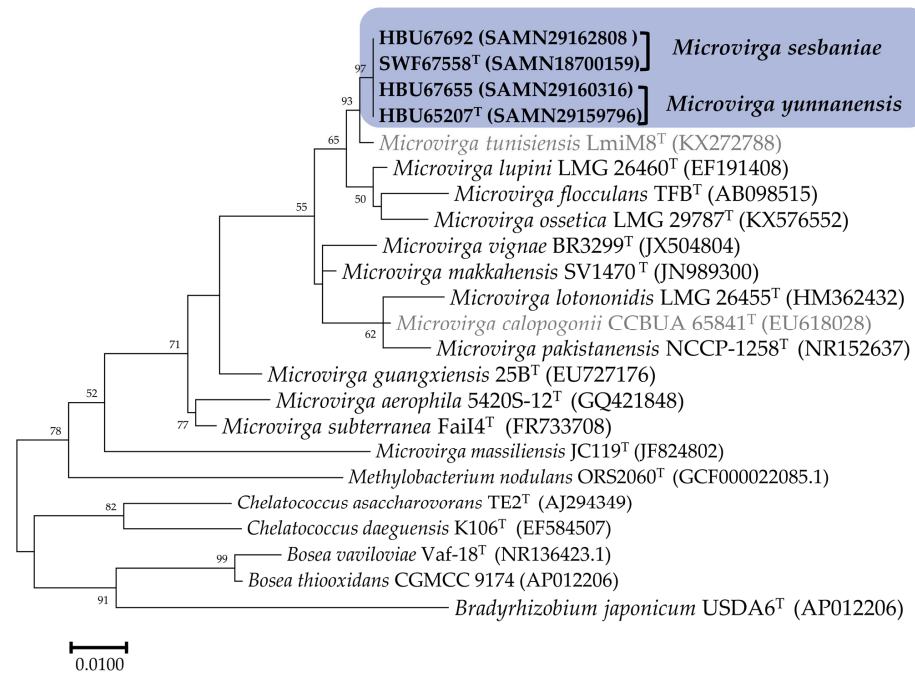 HBU67692 (SAMN29162808 )
Microvirga sesbaniae
SWF67558ᵀ (SAMN18700159)
97
HBU67655 (SAMN29160316)
Microvirga yunnanensis
93
HBU65207ᵀ (SAMN29159796)
65
Microvirga tunisiensis LmiM8ᵀ (KX272788)
Microvirga lupini LMG 26460ᵀ (EF191408)
50
Microvirga flocculans TFBᵀ (AB098515)
55
Microvirga ossetica LMG 29787ᵀ (KX576552)
Microvirga vignae BR3299ᵀ (JX504804)
Microvirga makkahensis SV1470 ᵀ (JN989300)
Microvirga lotononidis LMG 26455ᵀ (HM362432)
Microvirga calopogonii CCBUA 65841ᵀ (EU618028)
62
Microvirga pakistanensis NCCP-1258ᵀ (NR152637)
71
Microvirga guangxiensis 25Bᵀ (EU727176)
Microvirga aerophila 5420S-12ᵀ (GQ421848)
52
77
Microvirga subterranea FaiI4ᵀ (FR733708)
78
Microvirga massiliensis JC119ᵀ (JF824802)
Methylobacterium nodulans ORS2060ᵀ (GCF000022085.1)
82
Chelatococcus asaccharovorans TE2ᵀ (AJ294349)
Chelatococcus daeguensis K106ᵀ (EF584507)
99
Bosea vaviloviae Vaf-18ᵀ (NR136423.1)
Bosea thiooxidans CGMCC 9174 (AP012206)
91
Bradyrhizobium japonicum USDA6ᵀ (AP012206)
0.0100